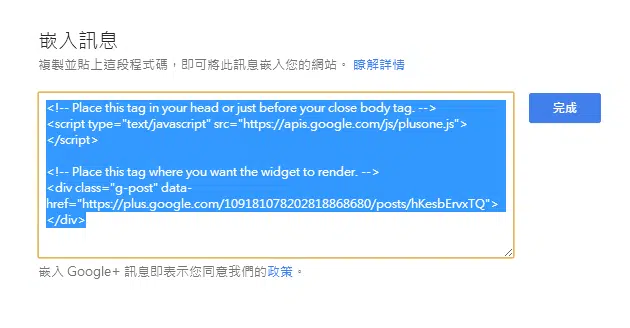 嵌入訊息
複製並貼上這段程式碼，即可將此訊息嵌入您的網站。 瞭解詳情
<!-- Place this tag in your head or just before your close body tag. -->
<script type="text/javascript" src="https://apis.google.com/js/plusone.js">
</script>
<!-- Place this tag where you want the widget to render. -->
<div class="g-post" data-
href="https://plus.google.com/109181078202818868680/posts/hKesbErvxTQ">
</div>
完成
嵌入 Google+ 訊息即表示您同意我們的政策。